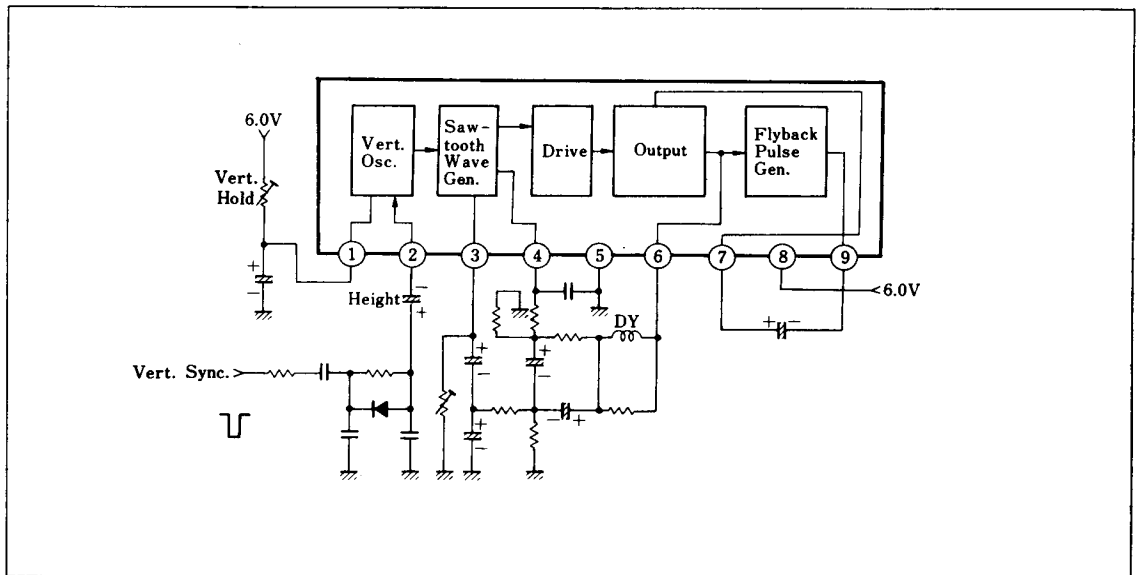 6.0V
Vert.
Hold
Vert.
Osc.
Saw-
tooth
Wave
Gen.
Drive
Output
Flyback
Pulse
Gen.
1 2 3 4 5 6 7 8 9
+
-
Height
-
+
6.0V
DY
+ -
Vert. Sync.
+
-
+
-
- +
+
-